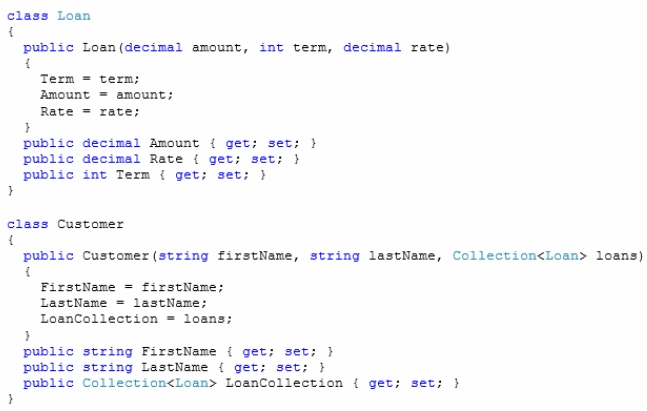 class Loan
{
  public Loan(decimal amount, int term, decimal rate)
  {
    Term = term;
    Amount = amount;
    Rate = rate;
  }
  public decimal Amount { get; set; }
  public decimal Rate { get; set; }
  public int Term { get; set; }
}

class Customer
{
  public Customer(string firstName, string lastName, Collection<Loan> loans)
  {
    FirstName = firstName;
    LastName = lastName;
    LoanCollection = loans;
  }
  public string FirstName { get; set; }
  public string LastName { get; set; }
  public Collection<Loan> LoanCollection { get; set; }
}